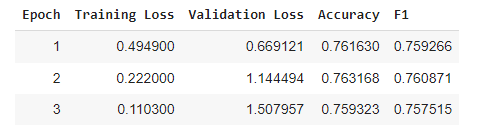 Epoch Training Loss Validation Loss Accuracy F1
1 0.494900 0.669121 0.761630 0.759266
2 0.222000 1.144494 0.763168 0.760871
3 0.110300 1.507957 0.759323 0.757515